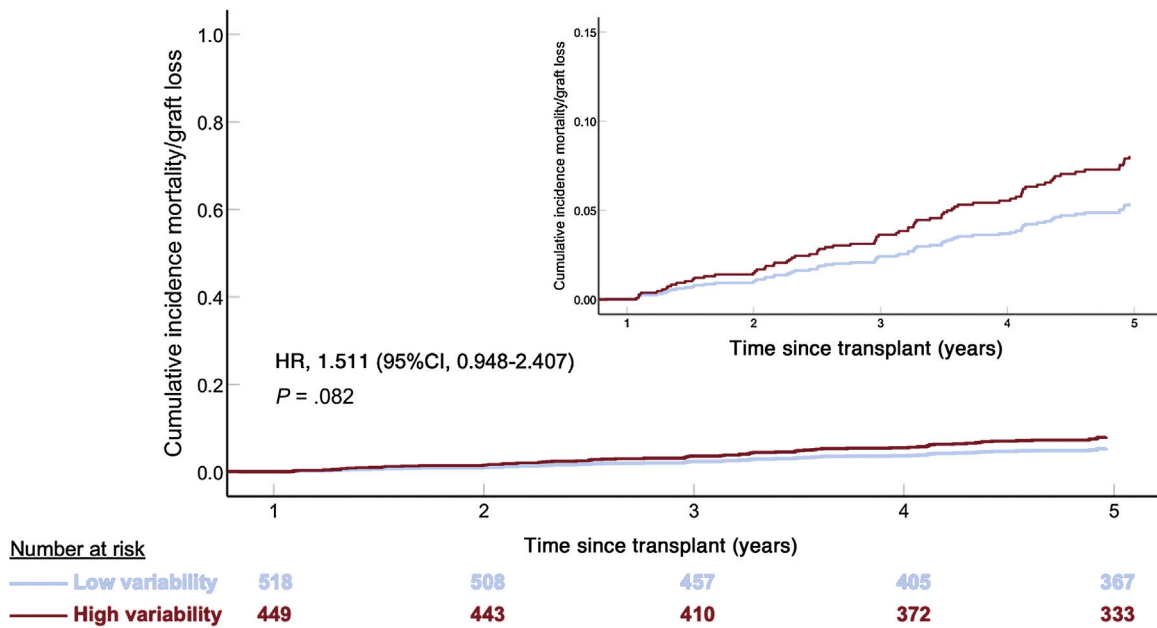 Cumulative incidence mortality/graft loss
1.0
0.8
0.6
0.4
0.2
0.0
HR, 1.511 (95%CI, 0.948-2.407)
P = .082
1 2 3 4 5
Time since transplant (years)
Cumulative incidence mortality/graft loss
0.15
0.10
0.05
0.00
1 2 3 4 5
Time since transplant (years)
Number at risk
Low variability 518 508 457 405 367
High variability 449 443 410 372 333